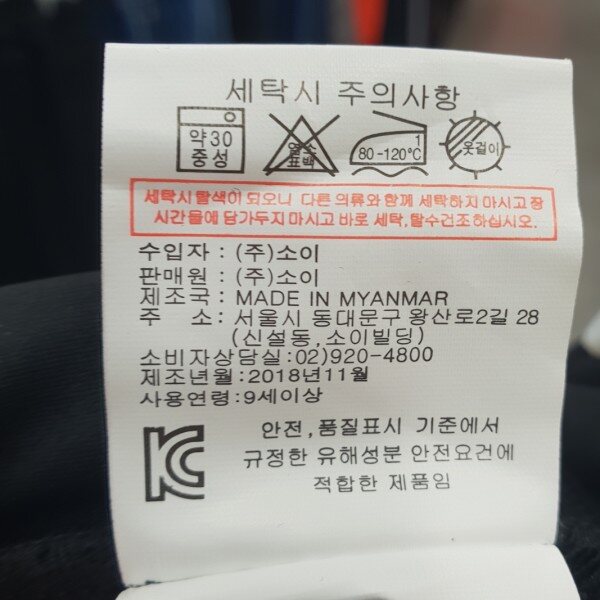 세탁시 주의사항
약30
중성
염소
표백
1
80-120°C
옷걸이
세탁시 탈색이 되오니 다른 의류와 함께 세탁하지 마시고 장
시간 물에 담가두지 마시고 바로 세탁,탈수건조 하십시오.
수입자 : (주)소이
판매원 : (주)소이
제조국 : MADE IN MYANMAR
주 소 : 서울시 동대문구 왕산로2길 28
(신설동,소이빌딩)
소비자상담실:02)920-4800
제조년월:2018년11월
사용연령:9세이상
안전,품질표시 기준에서
규정한 유해성분 안전요건에
적합한 제품임